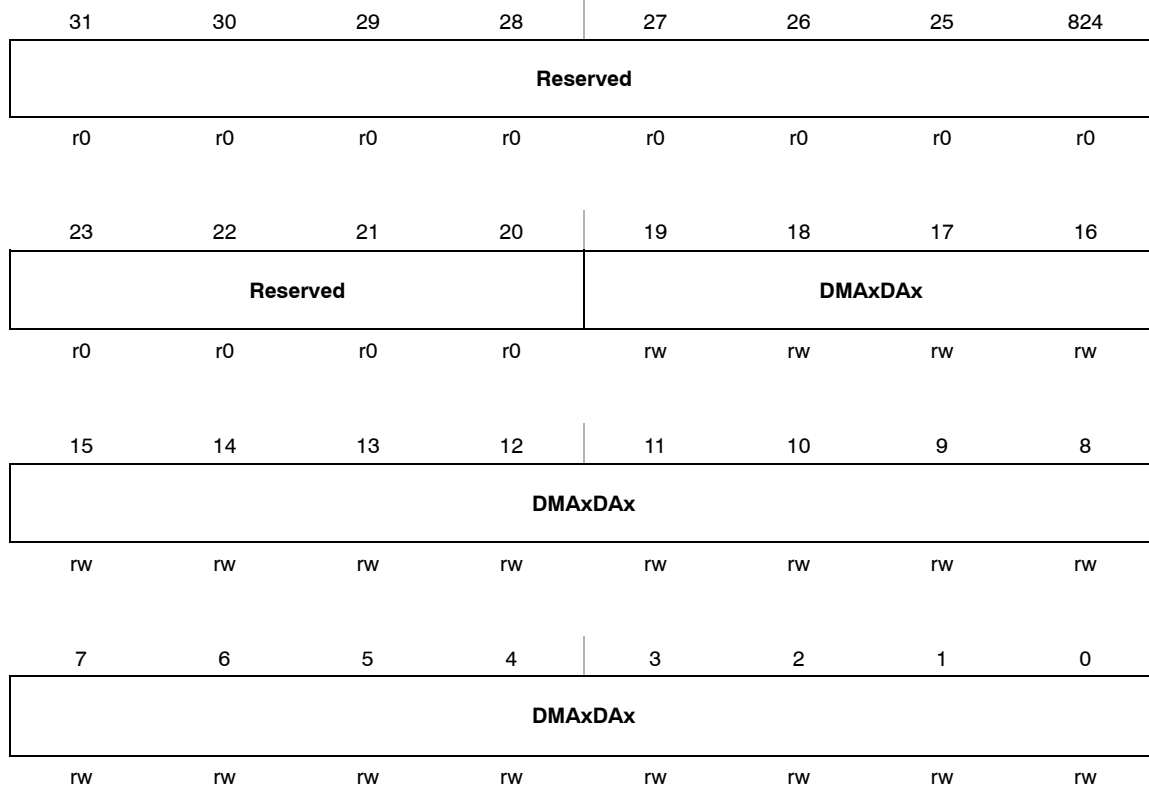 31 30 29 28 27 26 25 824
Reserved
r0 r0 r0 r0 r0 r0 r0 r0
23 22 21 20 19 18 17 16
Reserved DMAxDAx
r0 r0 r0 r0 rw rw rw rw
15 14 13 12 11 10 9 8
DMAxDAx
rw rw rw rw rw rw rw rw
7 6 5 4 3 2 1 0
DMAxDAx
rw rw rw rw rw rw rw rw